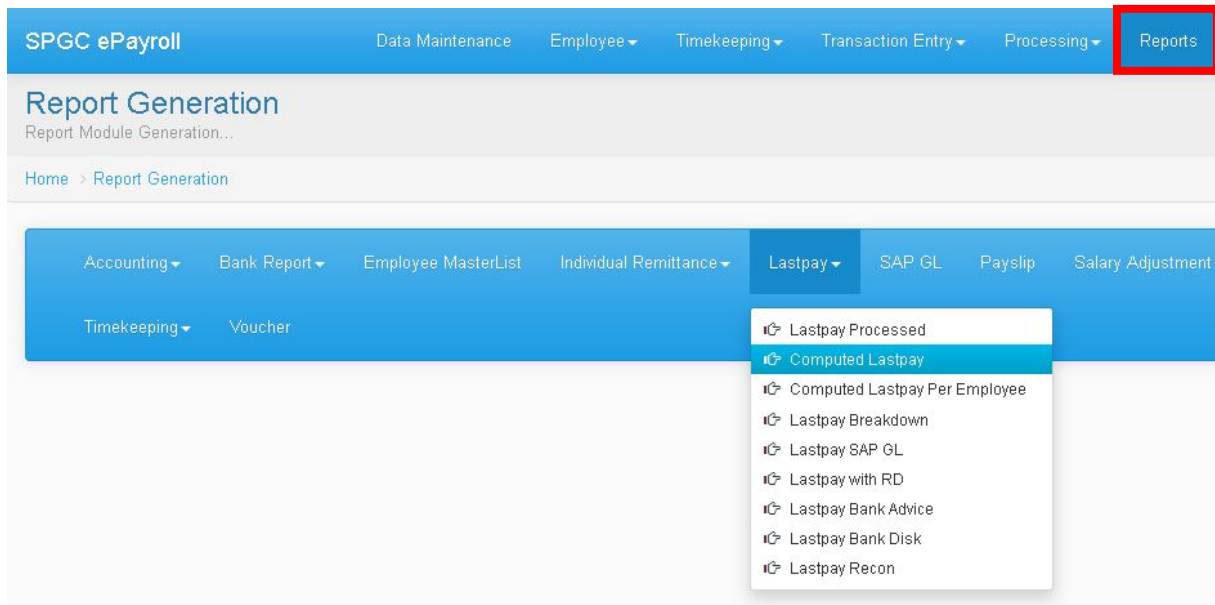 SPGC ePayroll Data Maintenance Employee Timekeeping Transaction Entry Processing Reports
Report Generation
Report Module Generation...
Home > Report Generation
Accounting Bank Report Employee MasterList Individual Remittance Lastpay SAP GL Payslip Salary Adjustment
Timekeeping Voucher
Lastpay Processed
Computed Lastpay
Computed Lastpay Per Employee
Lastpay Breakdown
Lastpay SAP GL
Lastpay with RD
Lastpay Bank Advice
Lastpay Bank Disk
Lastpay Recon